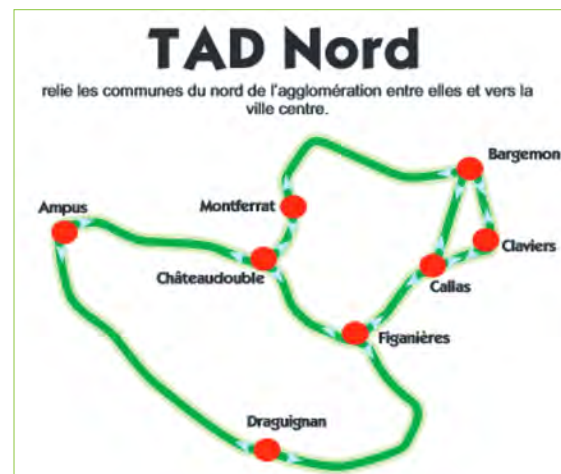 TAD Nord
relie les communes du nord de l'agglomération entre elles et vers la
ville centre.
Bargemon
Ampus
Montferrat
Claviers
Châteaudouble
Callas
Figanières
Draguignan